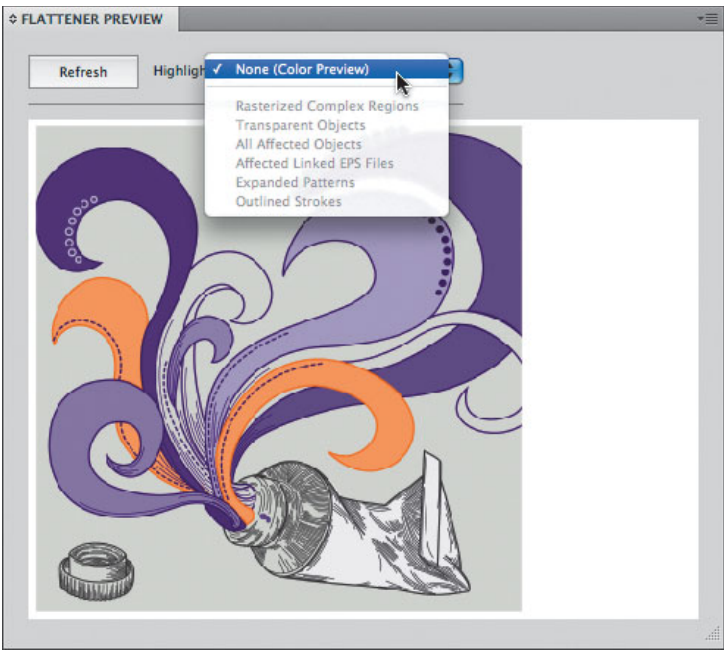 FLATTENER PREVIEW
Refresh
Highligh
✓ None (Color Preview)
Rasterized Complex Regions
Transparent Objects
All Affected Objects
Affected Linked EPS Files
Expanded Patterns
Outlined Strokes